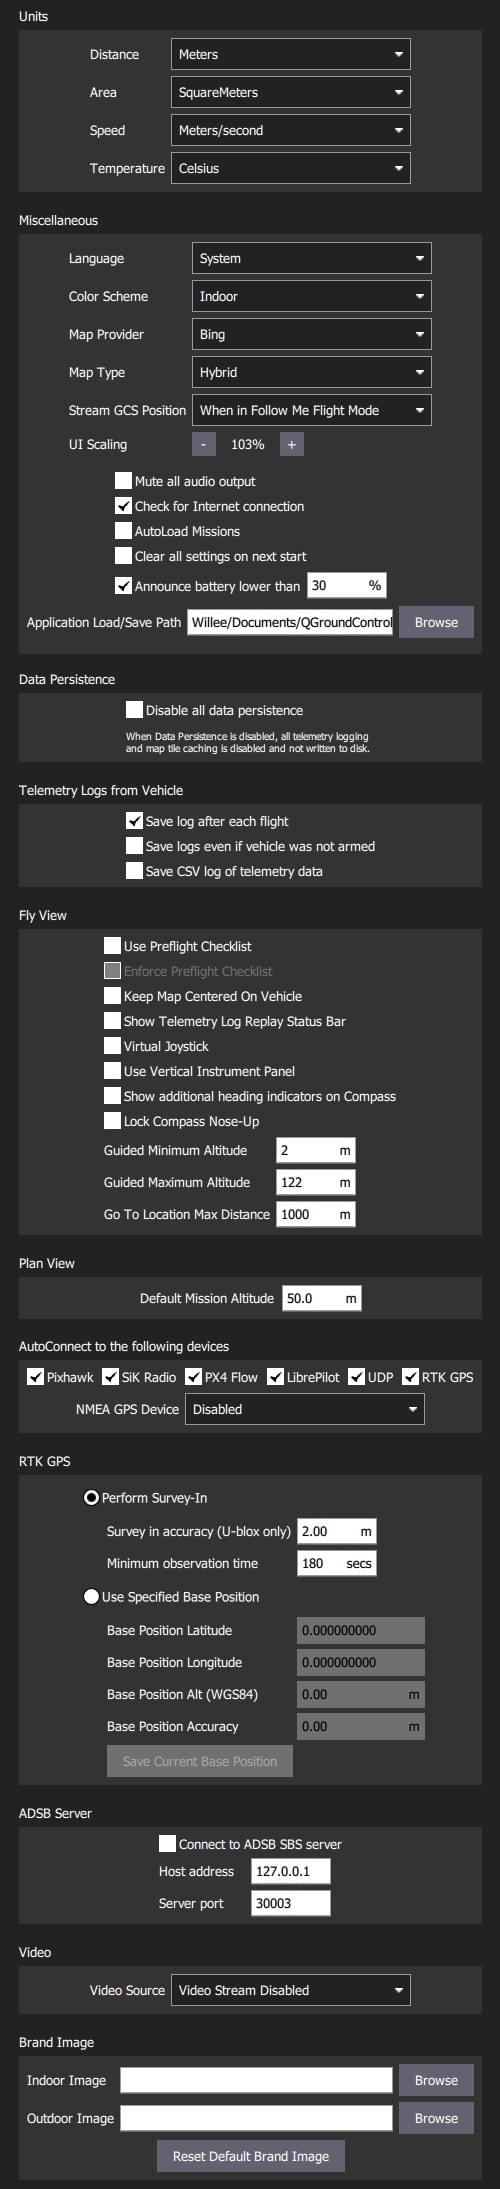 Units
Distance Meters
Area SquareMeters
Speed Meters/second
Temperature Celsius
Miscellaneous
Language System
Color Scheme Indoor
Map Provider Bing
Map Type Hybrid
Stream GCS Position When in Follow Me Flight Mode
UI Scaling - 103% +
Mute all audio output
Check for Internet connection
AutoLoad Missions
Clear all settings on next start
Announce battery lower than 30 %
Application Load/Save Path Willee/Documents/QGroundControl Browse
Data Persistence
Disable all data persistence
When Data Persistence is disabled, all telemetry logging
and map tile caching is disabled and not written to disk.
Telemetry Logs from Vehicle
Save log after each flight
Save logs even if vehicle was not armed
Save CSV log of telemetry data
Fly View
Use Preflight Checklist
Enforce Preflight Checklist
Keep Map Centered On Vehicle
Show Telemetry Log Replay Status Bar
Virtual Joystick
Use Vertical Instrument Panel
Show additional heading indicators on Compass
Lock Compass Nose-Up
Guided Minimum Altitude 2 m
Guided Maximum Altitude 122 m
Go To Location Max Distance 1000 m
Plan View
Default Mission Altitude 50.0 m
AutoConnect to the following devices
Pixhawk SiK Radio PX4 Flow LibrePilot UDP RTK GPS
NMEA GPS Device Disabled
RTK GPS
Perform Survey-In
Survey in accuracy (U-blox only) 2.00 m
Minimum observation time 180 secs
Use Specified Base Position
Base Position Latitude 0.000000000
Base Position Longitude 0.000000000
Base Position Alt (WGS84) 0.00 m
Base Position Accuracy 0.00 m
Save Current Base Position
ADSB Server
Connect to ADSB SBS server
Host address 127.0.0.1
Server port 30003
Video
Video Source Video Stream Disabled
Brand Image
Indoor Image Browse
Outdoor Image Browse
Reset Default Brand Image